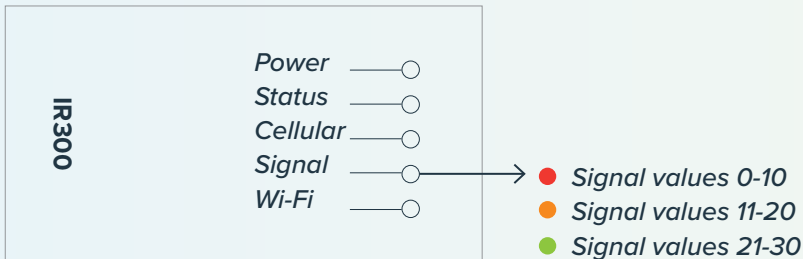 IR300
Power
Status
Cellular
Signal
Wi-Fi
Signal values 0-10
Signal values 11-20
Signal values 21-30